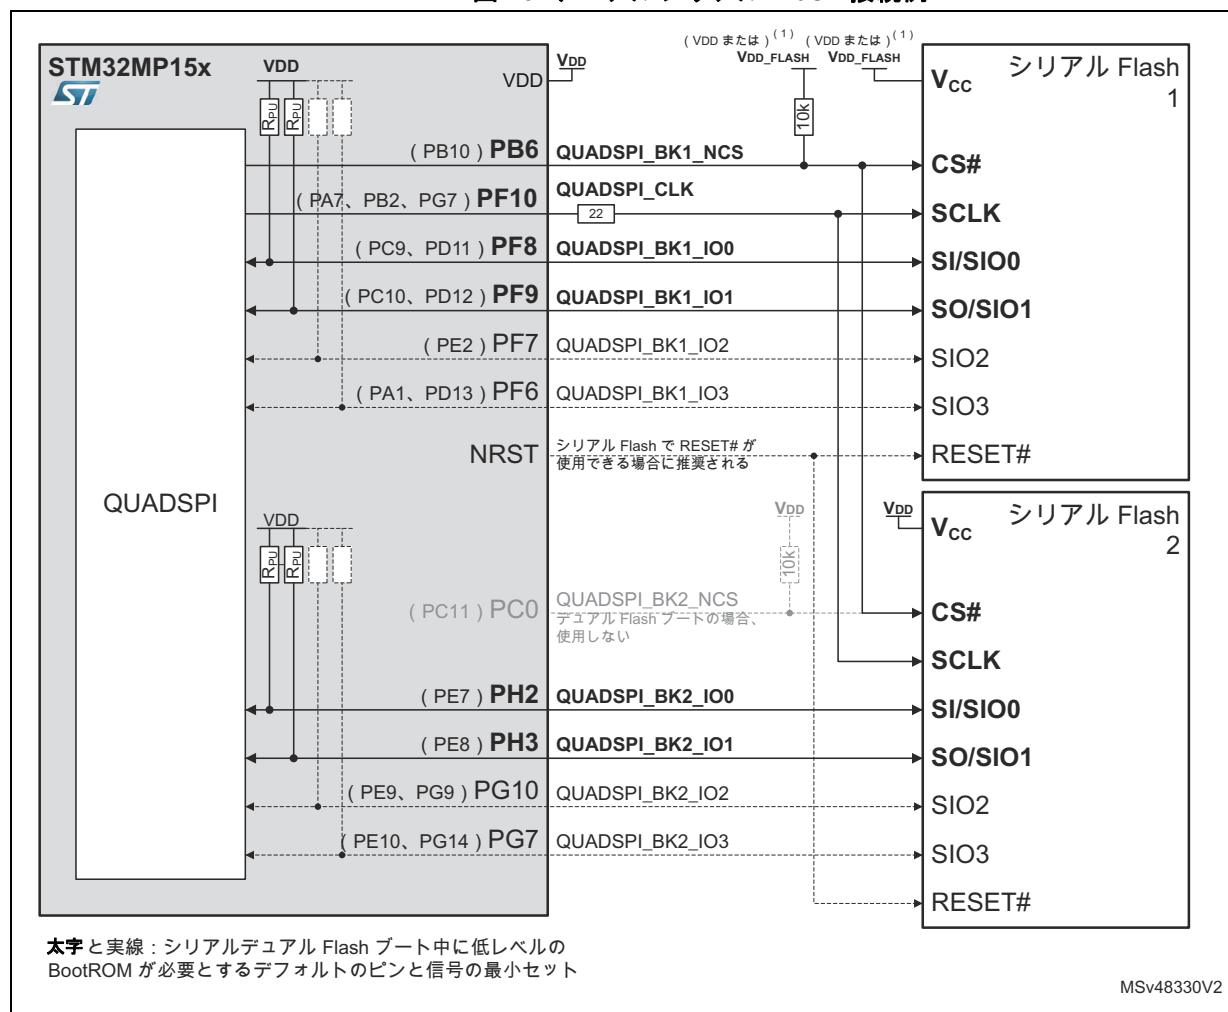 STM32MP15x
VDD
RPU RPU
VDD
VDD
( VDD または ) (1) ( VDD または ) (1)
VDD_FLASH VDD_FLASH
10k
VCC
シリアル Flash
1
( PB10 ) PB6 QUADSPI_BK1_NCS CS#
( PA7、PB2、PG7 ) PF10 QUADSPI_CLK SCLK
22
( PC9、PD11 ) PF8 QUADSPI_BK1_IO0 SI/SIO0
( PC10、PD12 ) PF9 QUADSPI_BK1_IO1 SO/SIO1
( PE2 ) PF7 QUADSPI_BK1_IO2 SIO2
( PA1、PD13 ) PF6 QUADSPI_BK1_IO3 SIO3
NRST シリアル Flash で RESET# が RESET#
使用できる場合に推奨される
QUADSPI
VDD
RPU RPU
VDD
10k
VDD
VCC
シリアル Flash
2
( PC11 ) PC0 QUADSPI_BK2_NCS CS#
デュアル Flash ブートの場合、
使用しない
SCLK
( PE7 ) PH2 QUADSPI_BK2_IO0 SI/SIO0
( PE8 ) PH3 QUADSPI_BK2_IO1 SO/SIO1
( PE9、PG9 ) PG10 QUADSPI_BK2_IO2 SIO2
( PE10、PG14 ) PG7 QUADSPI_BK2_IO3 SIO3
RESET#
太字と実線：シリアルデュアル Flash ブート中に低レベルの
BootROM が必要とするデフォルトのピンと信号の最小セット
MSv48330V2